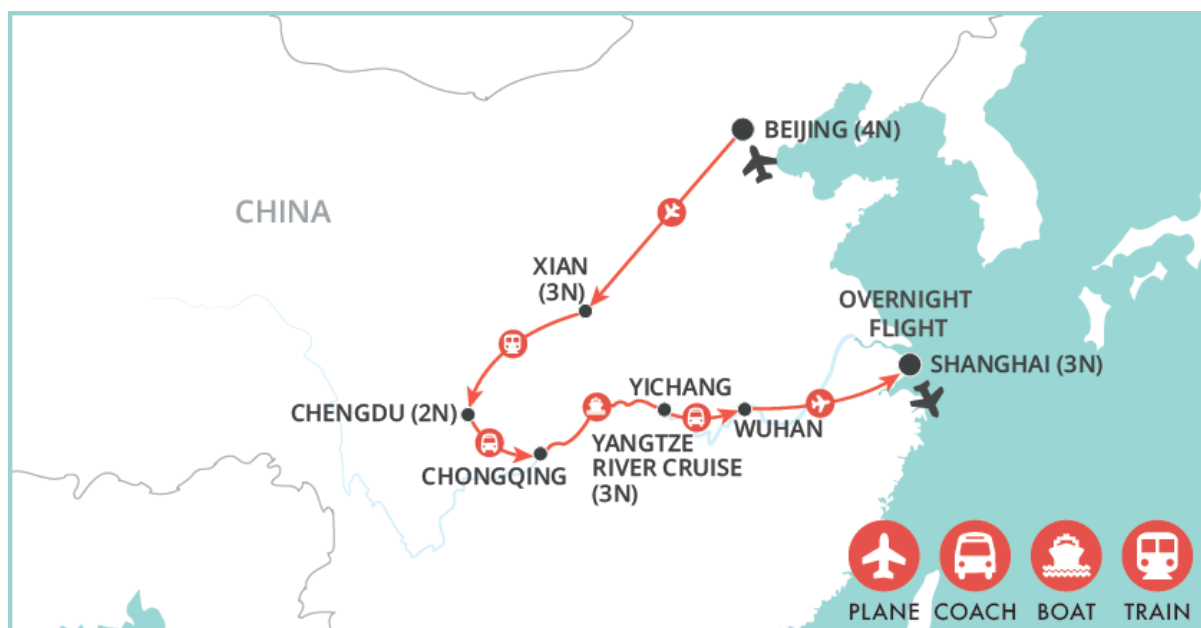 BEIJING (4N)
CHINA
XIAN
(3N)
OVERNIGHT
FLIGHT
SHANGHAI (3N)
YICHANG
CHENGDU (2N)
WUHAN
YANGTZE
RIVER CRUISE
(3N)
CHONGQING
PLANE
COACH
BOAT
TRAIN